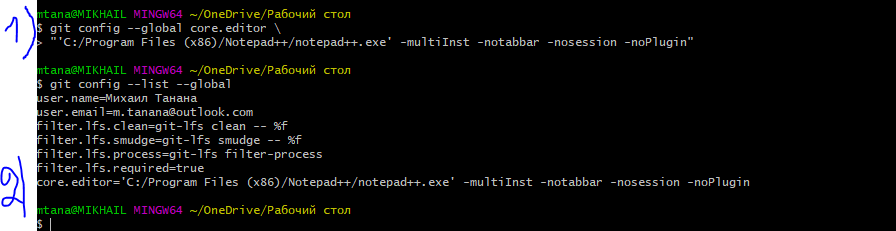 1)
mtana@MIKHAIL MINGW64 ~/OneDrive/Рабочий стол
$ git config --global core.editor \
> "'C:/Program Files (x86)/Notepad++/notepad++.exe' -multiInst -notabbar -nosession -noPlugin"
mtana@MIKHAIL MINGW64 ~/OneDrive/Рабочий стол
$ git config --list --global
user.name=Михаил Танана
user.email=m.tanana@outlook.com
filter.lfs.clean=git-lfs clean -- %f
filter.lfs.smudge=git-lfs smudge -- %f
filter.lfs.process=git-lfs filter-process
filter.lfs.required=true
2)
core.editor='C:/Program Files (x86)/Notepad++/notepad++.exe' -multiInst -notabbar -nosession -noPlugin
mtana@MIKHAIL MINGW64 ~/OneDrive/Рабочий стол
$